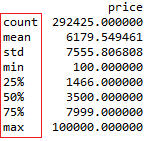 price
count 292425.000000
mean 6179.549461
std 7555.806808
min 100.000000
25% 1466.000000
50% 3500.000000
75% 7999.000000
max 100000.000000